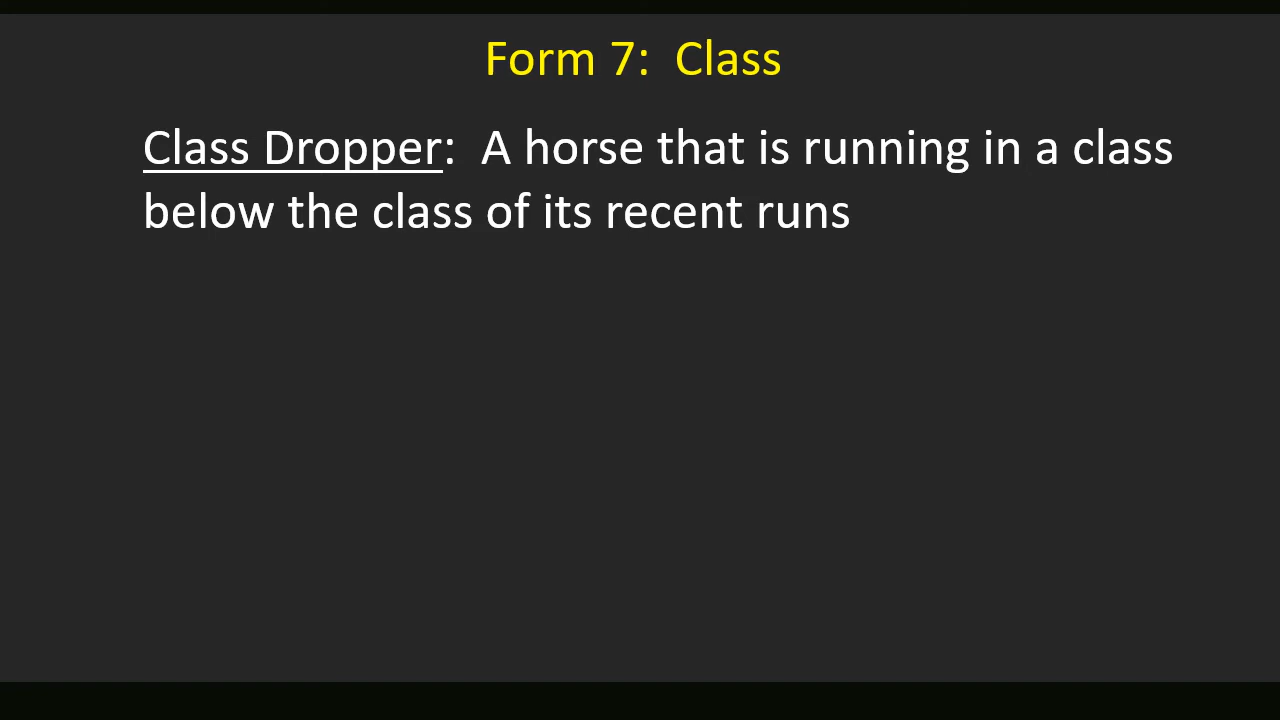 Form 7:  Class
Class Dropper:  A horse that is running in a class
below the class of its recent runs